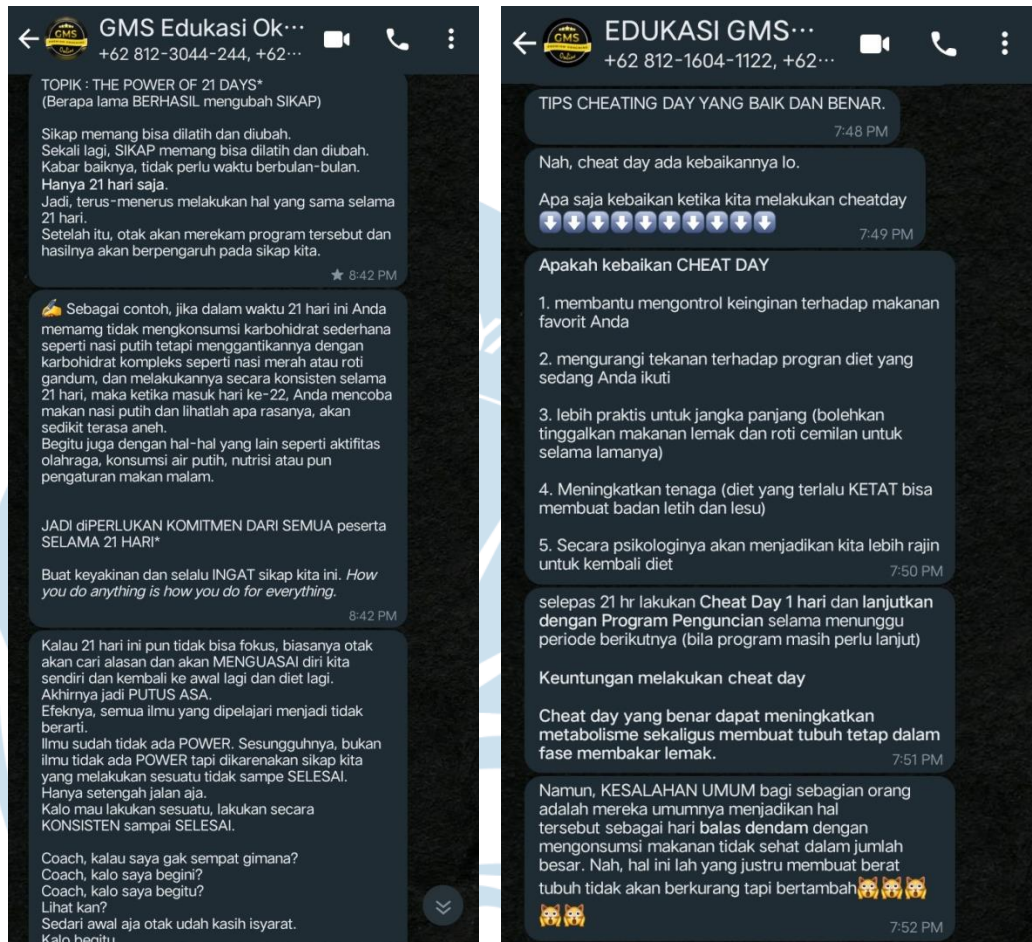 GMS Edukasi Ok...
+62 812-3044-244, +62...
TOPIK : THE POWER OF 21 DAYS*
(Berapa lama BERHASIL mengubah SIKAP)
Sikap memang bisa dilatih dan diubah.
Sekali lagi, SIKAP memang bisa dilatih dan diubah.
Kabar baiknya, tidak perlu waktu berbulan-bulan.
Hanya 21 hari saja.
Jadi, terus-menerus melakukan hal yang sama selama
21 hari.
Setelah itu, otak akan merekam program tersebut dan
hasilnya akan berpengaruh pada sikap kita.
★ 8:42 PM
✍ Sebagai contoh, jika dalam waktu 21 hari ini Anda
memamg tidak mengkonsumsi karbohidrat sederhana
seperti nasi putih tetapi menggantikannya dengan
karbohidrat kompleks seperti nasi merah atau roti
gandum, dan melakukannya secara konsisten selama
21 hari, maka ketika masuk hari ke-22, Anda mencoba
makan nasi putih dan lihatlah apa rasanya, akan
sedikit terasa aneh.
Begitu juga dengan hal-hal yang lain seperti aktifitas
olahraga, konsumsi air putih, nutrisi atau pun
pengaturan makan malam.
JADI diPERLUKAN KOMITMEN DARI SEMUA peserta
SELAMA 21 HARI*
Buat keyakinan dan selalu INGAT sikap kita ini. How
you do anything is how you do for everything.
8:42 PM
Kalau 21 hari ini pun tidak bisa fokus, biasanya otak
akan cari alasan dan akan MENGUASAI diri kita
sendiri dan kembali ke awal lagi dan diet lagi.
Akhirnya jadi PUTUS ASA.
Efeknya, semua ilmu yang dipelajari menjadi tidak
berarti.
Ilmu sudah tidak ada POWER. Sesungguhnya, bukan
ilmu tidak ada POWER tapi dikarenakan sikap kita
yang melakukan sesuatu tidak sampe SELESAI.
Hanya setengah jalan aja.
Kalo mau lakukan sesuatu, lakukan secara
KONSISTEN sampai SELESAI.
Coach, kalau saya gak sempat gimana?
Coach, kalo saya begini?
Coach, kalo saya begitu?
Lihat kan?
Sedari awal aja otak udah kasih isyarat.
Kalo begitu
EDUKASI GMS...
+62 812-1604-1122, +62...
TIPS CHEATING DAY YANG BAIK DAN BENAR.
7:48 PM
Nah, cheat day ada kebaikannya lo.
Apa saja kebaikan ketika kita melakukan cheatday
⬇⬇⬇⬇⬇⬇⬇⬇⬇⬇
7:49 PM
Apakah kebaikan CHEAT DAY
1. membantu mengontrol keinginan terhadap makanan
favorit Anda
2. mengurangi tekanan terhadap progran diet yang
sedang Anda ikuti
3. lebih praktis untuk jangka panjang (bolehkan
tinggalkan makanan lemak dan roti cemilan untuk
selama lamanya)
4. Meningkatkan tenaga (diet yang terlalu KETAT bisa
membuat badan letih dan lesu)
5. Secara psikologinya akan menjadikan kita lebih rajin
untuk kembali diet
7:50 PM
selepas 21 hr lakukan Cheat Day 1 hari dan lanjutkan
dengan Program Penguncian selama menunggu
periode berikutnya (bila program masih perlu lanjut)
Keuntungan melakukan cheat day
Cheat day yang benar dapat meningkatkan
metabolisme sekaligus membuat tubuh tetap dalam
fase membakar lemak.
7:51 PM
Namun, KESALAHAN UMUM bagi sebagian orang
adalah mereka umumnya menjadikan hal
tersebut sebagai hari balas dendam dengan
mengonsumsi makanan tidak sehat dalam jumlah
besar. Nah, hal ini lah yang justru membuat berat
tubuh tidak akan berkurang tapi bertambah🙀🙀🙀
🙀🙀
7:52 PM